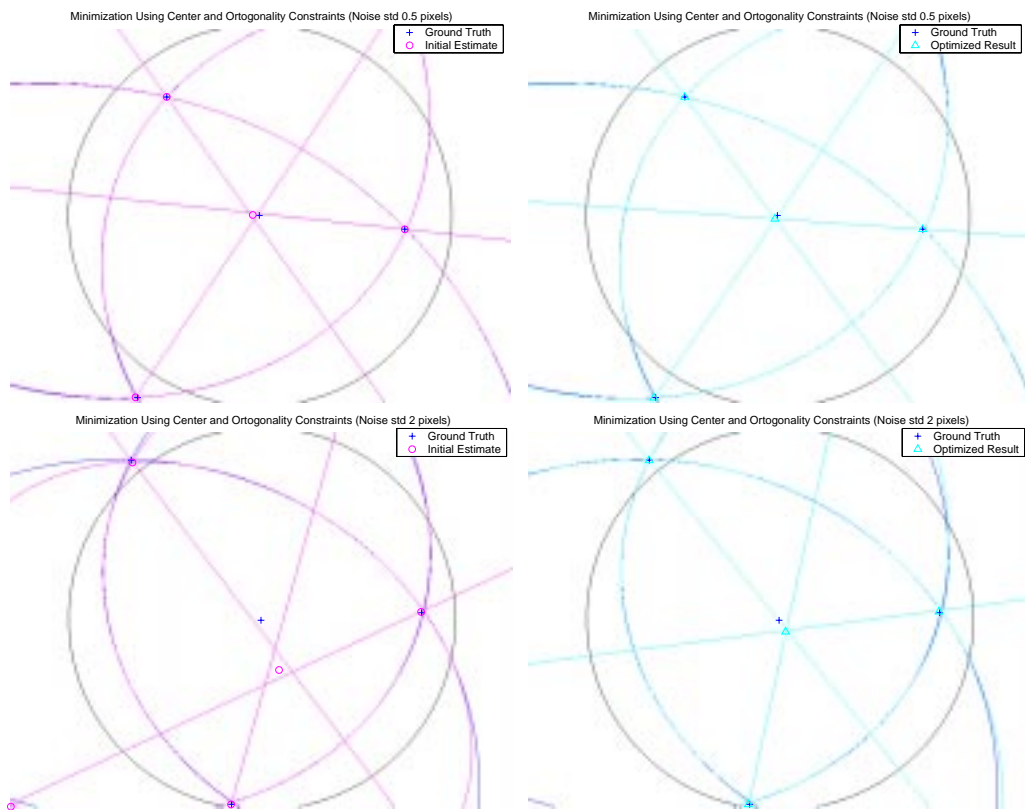 Minimization Using Center and Ortogonality Constraints (Noise std 0.5 pixels)
Ground Truth
Initial Estimate
Minimization Using Center and Ortogonality Constraints (Noise std 0.5 pixels)
Ground Truth
Optimized Result
Minimization Using Center and Ortogonality Constraints (Noise std 2 pixels)
Ground Truth
Initial Estimate
Minimization Using Center and Ortogonality Constraints (Noise std 2 pixels)
Ground Truth
Optimized Result